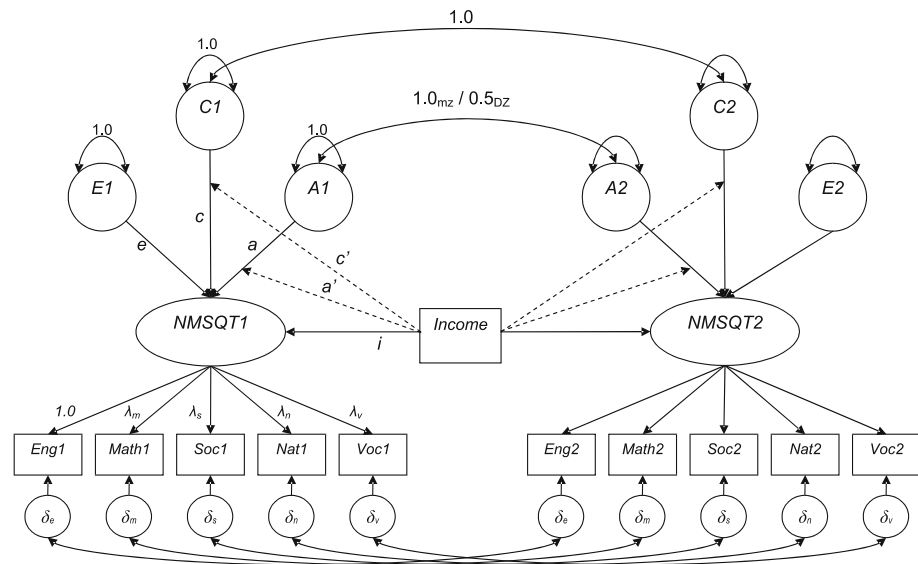 1.0
1.0
C1
C2
1.0mz / 0.5DZ
1.0
1.0
E1
A1
A2
E2
c
e
a
c’
a’
NMSQT1
Income
NMSQT2
i
1.0
λm
λs
λn
λv
Eng1
Math1
Soc1
Nat1
Voc1
Eng2
Math2
Soc2
Nat2
Voc2
δe
δm
δs
δn
δv
δe
δm
δs
δn
δv